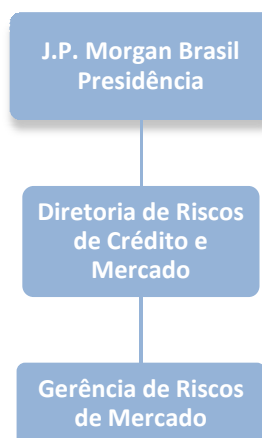 J.P. Morgan Brasil
Presidência
Diretoria de Riscos
de Crédito e
Mercado
Gerência de Riscos
de Mercado